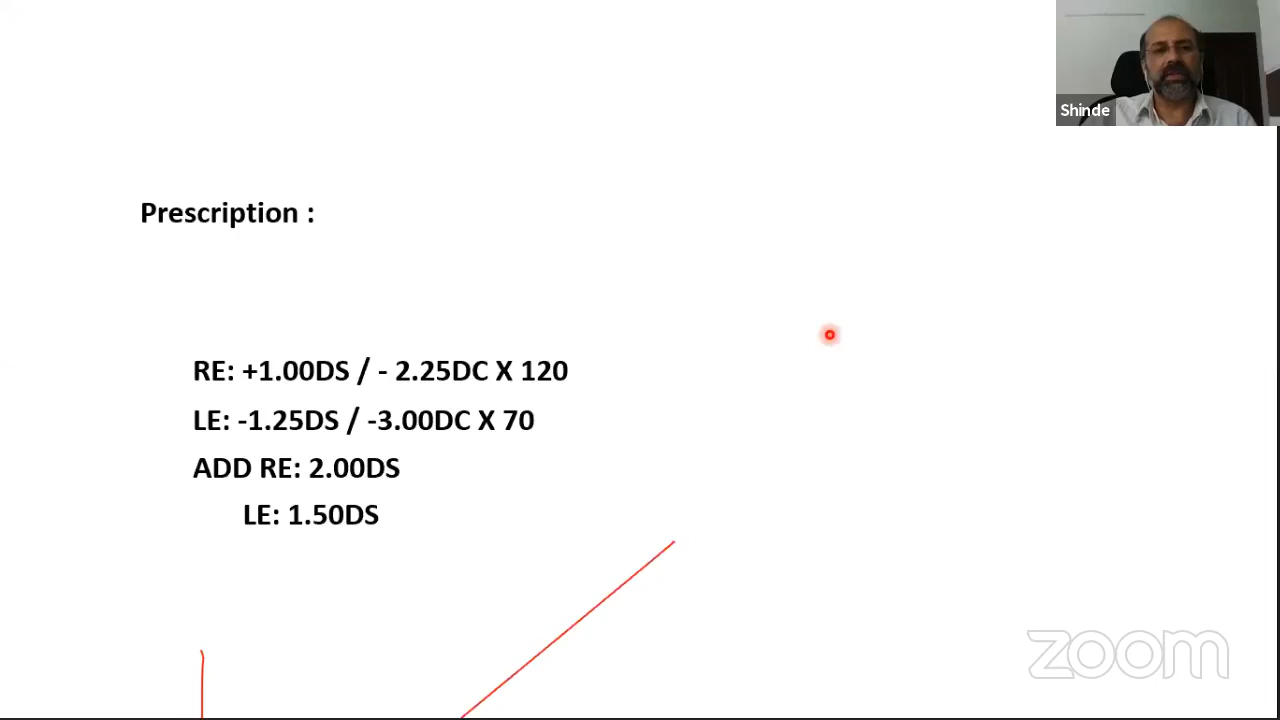 Shinde
Prescription :
RE: +1.00DS / - 2.25DC X 120
LE: -1.25DS / -3.00DC X 70
ADD RE: 2.00DS
LE: 1.50DS
zoom